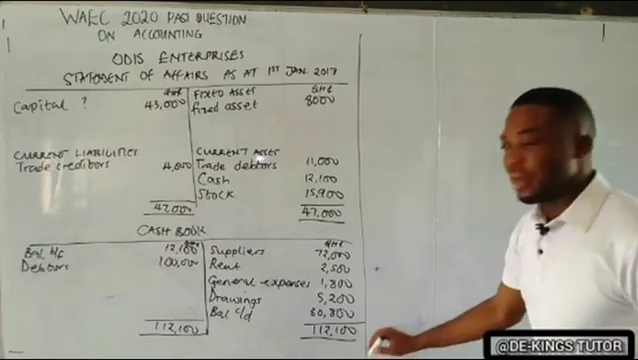 WAEC 2020 PAST QUESTION
ON ACCOUNTING
ODIS ENTERPRISES
STATEMENT OF AFFAIRS AS AT 1ST JAN. 2017
GH¢ FIXED ASSET GH¢
Capital ? 43,000 fixed asset 8000
CURRENT LIABILITIES CURRENT ASSET
Trade creditors 4,000 Trade debtors 11,000
Cash 12,100
Stock 15,900
47,000 47,000
CASH BOOK
GH¢ GH¢
Bal b/f 12,100 Suppliers 72,000
Debtors 100,000 Rent 2,500
General expenses 1,800
Drawings 5,200
Bal c/d
112,100 112,100
@DE-KINGS TUTOR